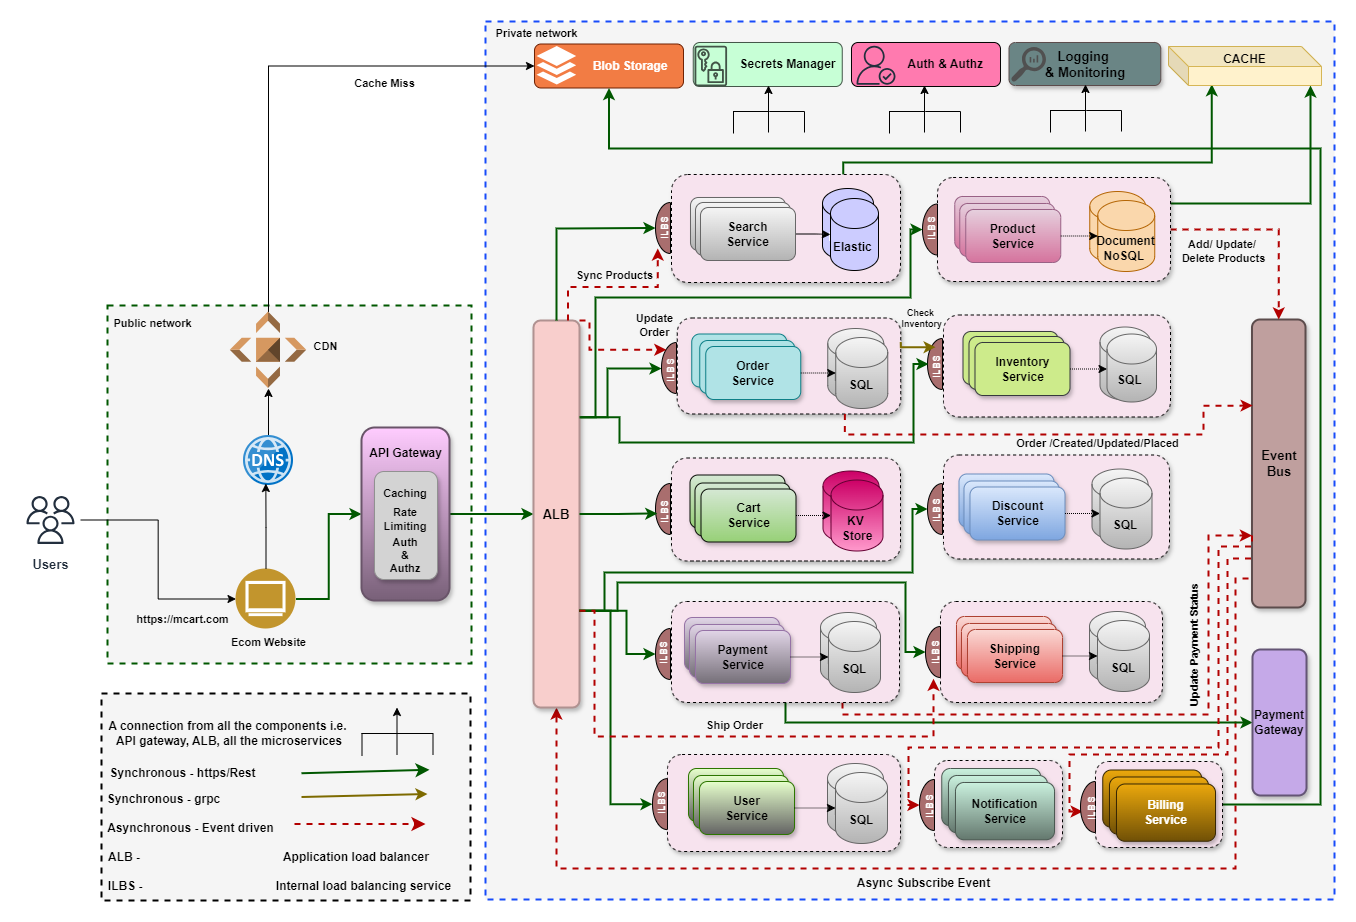 Private network
Blob Storage
Secrets Manager
Auth & Authz
Logging
& Monitoring
CACHE
Cache Miss
ILBS
Search
Service
Elastic
ILBS
Product
Service
Document
NoSQL
Add/ Update/
Delete Products
Sync Products
Public network
CDN
Update
Order
Check
Inventory
ILBS
Order
Service
SQL
ILBS
Inventory
Service
SQL
Order /Created/Updated/Placed
Event
Bus
DNS
API Gateway
Caching
Rate
Limiting
Auth
&
Authz
Users
https://mcart.com
Ecom Website
ALB
ILBS
Cart
Service
KV
Store
ILBS
Discount
Service
SQL
Update Payment Status
ILBS
Payment
Service
SQL
ILBS
Shipping
Service
SQL
Ship Order
Payment
Gateway
ILBS
User
Service
SQL
ILBS
Notification
Service
ILBS
Billing
Service
Async Subscribe Event
A connection from all the components i.e.
API gateway, ALB, all the microservices
Synchronous - https/Rest
Synchronous - grpc
Asynchronous - Event driven
ALB - Application load balancer
ILBS - Internal load balancing service